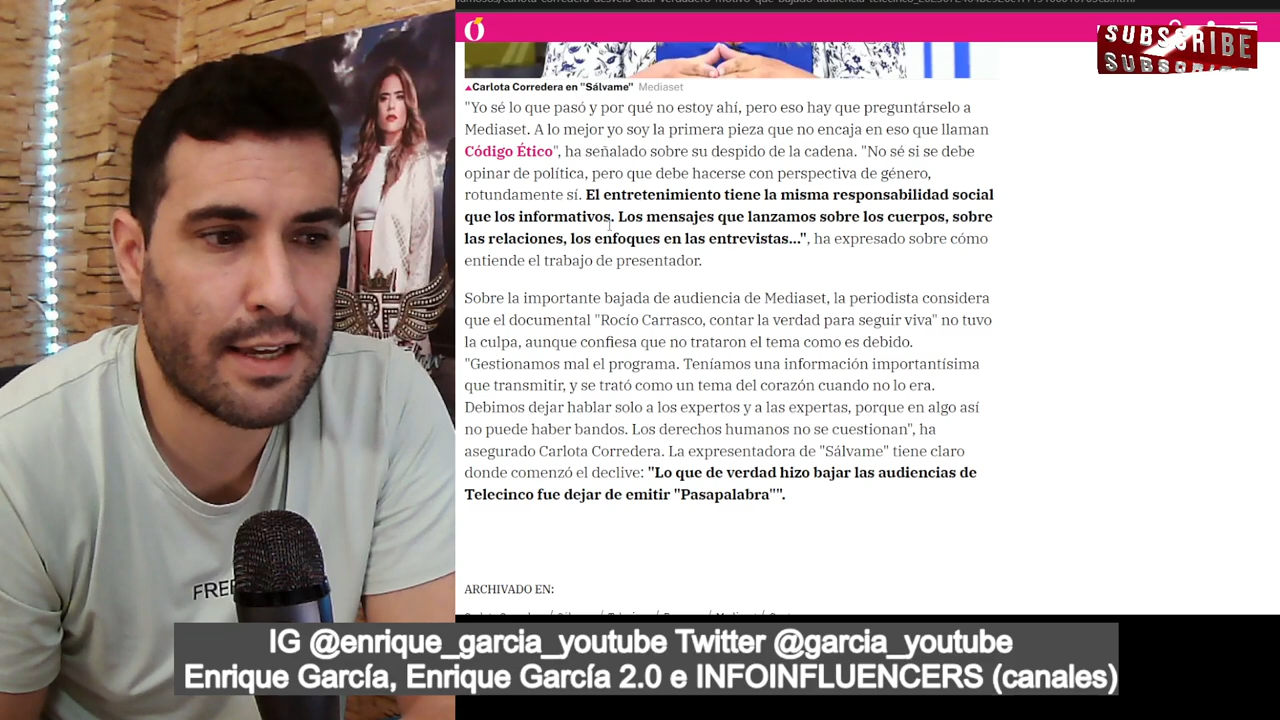 SUBSCRIBE
SUBSCRIBE
Carlota Corredera en "Sálvame" Mediaset
"Yo sé lo que pasó y por qué no estoy ahí, pero eso hay que preguntárselo a
Mediaset. A lo mejor yo soy la primera pieza que no encaja en eso que llaman
Código Ético", ha señalado sobre su despido de la cadena. "No sé si se debe
opinar de política, pero que debe hacerse con perspectiva de género,
rotundamente sí. El entretenimiento tiene la misma responsabilidad social
que los informativos. Los mensajes que lanzamos sobre los cuerpos, sobre
las relaciones, los enfoques en las entrevistas...", ha expresado sobre cómo
entiende el trabajo de presentador.
Sobre la importante bajada de audiencia de Mediaset, la periodista considera
que el documental "Rocío Carrasco, contar la verdad para seguir viva" no tuvo
la culpa, aunque confiesa que no trataron el tema como es debido.
"Gestionamos mal el programa. Teníamos una información importantísima
que transmitir, y se trató como un tema del corazón cuando no lo era.
Debimos dejar hablar solo a los expertos y a las expertas, porque en algo así
no puede haber bandos. Los derechos humanos no se cuestionan", ha
asegurado Carlota Corredera. La expresentadora de "Sálvame" tiene claro
donde comenzó el declive: "Lo que de verdad hizo bajar las audiencias de
Telecinco fue dejar de emitir "Pasapalabra"".
ARCHIVADO EN:
FREE
IG @enrique_garcia_youtube Twitter @garcia_youtube
Enrique García, Enrique García 2.0 e INFOINFLUENCERS (canales)